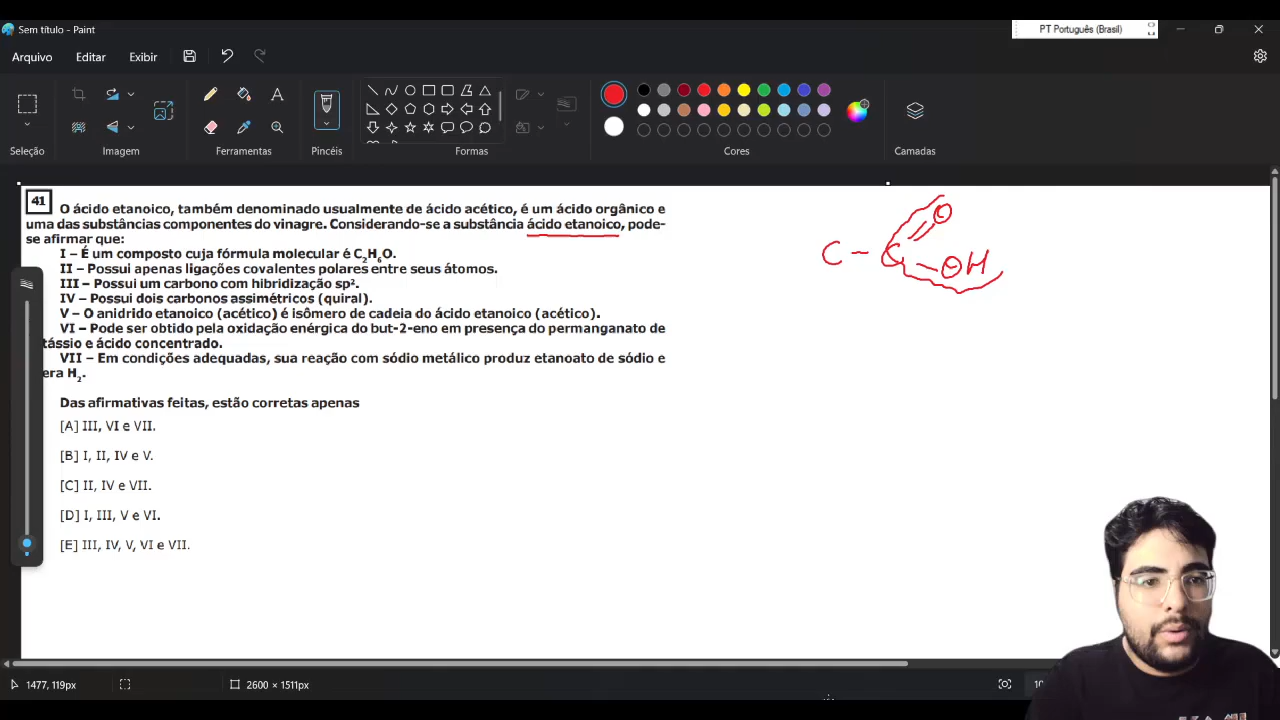 Sem título - Paint
PT Português (Brasil)
Arquivo
Editar
Exibir
Seleção
Imagem
Ferramentas
Pincéis
Formas
Cores
Camadas
41
O ácido etanoico, também denominado usualmente de ácido acético, é um ácido orgânico e
uma das substâncias componentes do vinagre. Considerando-se a substância ácido etanoico, pode-
se afirmar que:
I – É um composto cuja fórmula molecular é C₂H₆O.
II – Possui apenas ligações covalentes polares entre seus átomos.
III – Possui um carbono com hibridização sp².
IV – Possui dois carbonos assimétricos (quiral).
V – O anidrido etanoico (acético) é isômero de cadeia do ácido etanoico (acético).
VI – Pode ser obtido pela oxidação enérgica do but-2-eno em presença do permanganato de
tássio e ácido concentrado.
VII – Em condições adequadas, sua reação com sódio metálico produz etanoato de sódio e
era H₂.
Das afirmativas feitas, estão corretas apenas
[A] III, VI e VII.
[B] I, II, IV e V.
[C] II, IV e VII.
[D] I, III, V e VI.
[E] III, IV, V, VI e VII.
O
C - C
OH
1477, 119px
2600 × 1511px